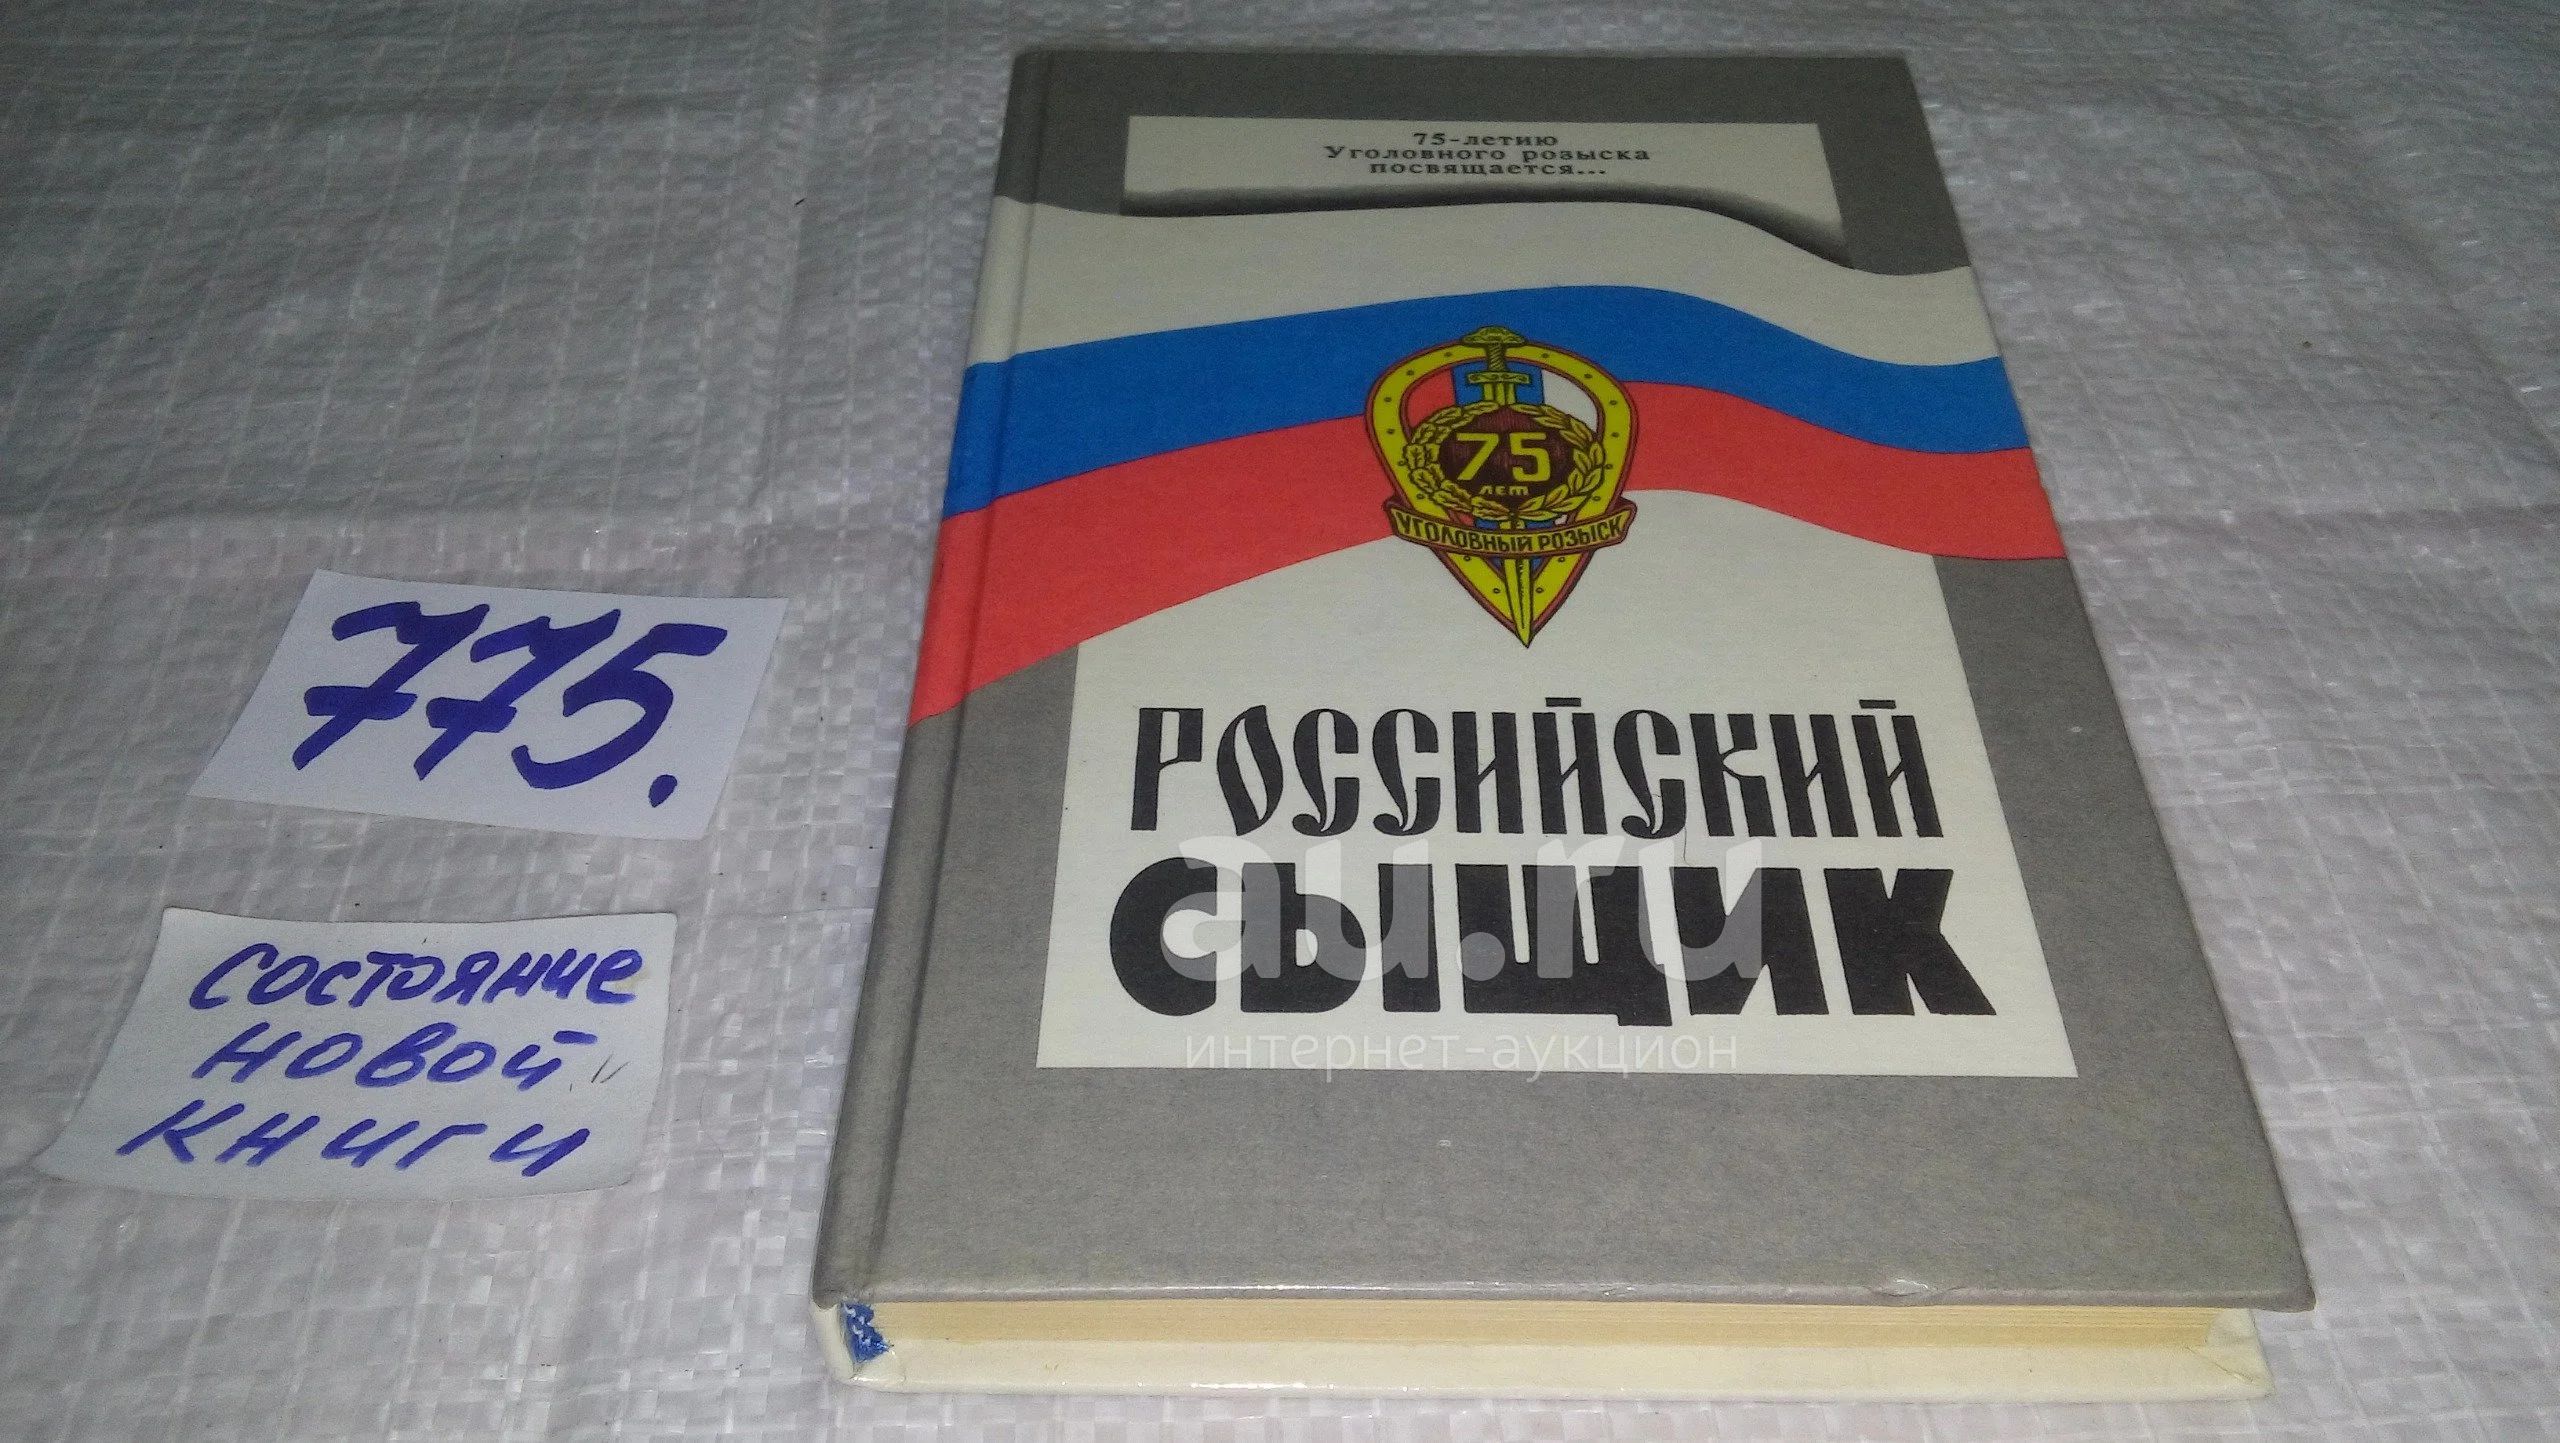 75-летию
Уголовного розыска
посвящается...
75
лет
УГОЛОВНЫЙ РОЗЫСК
РОССИЙСКИЙ
СЫЩИК
au.ru
интернет-аукцион
775.
состояние
новой
книги